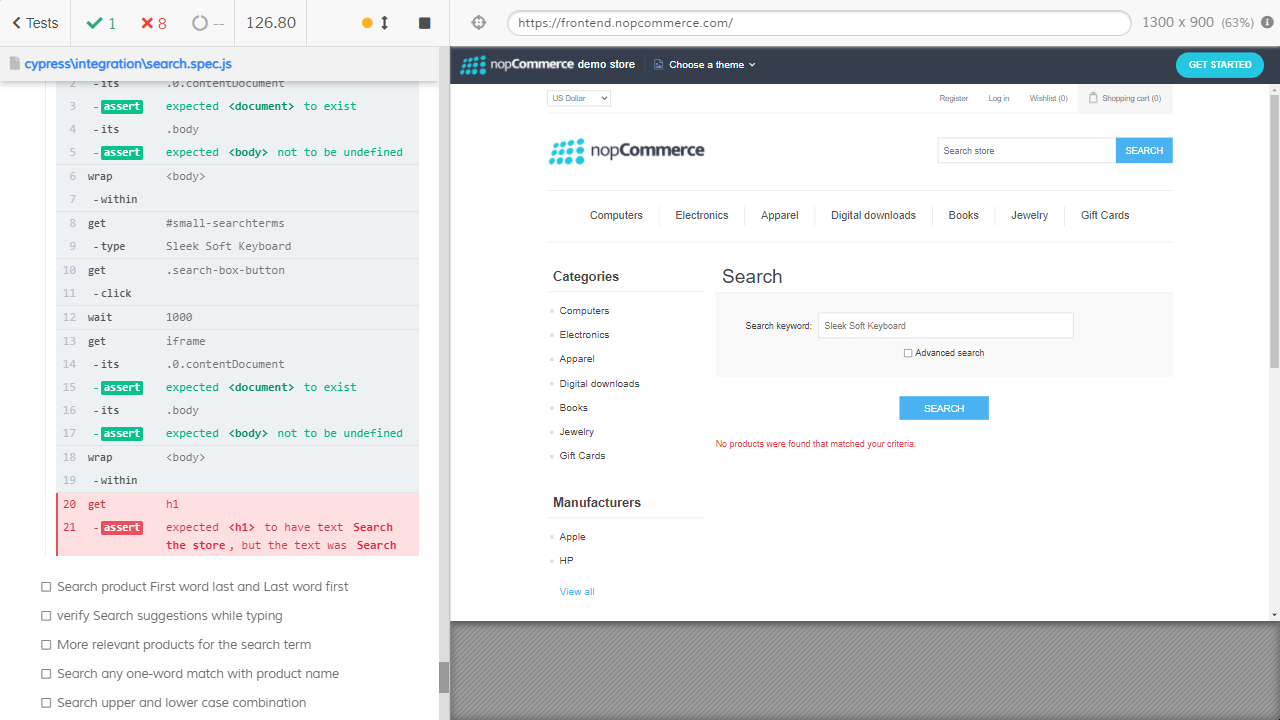 Tests
1
8
--
126.80
https://frontend.nopcommerce.com/
1300 x 900 (63%)
cypress\integration\search.spec.js
2 -its .0.contentDocument
3 -assert expected <document> to exist
4 -its .body
5 -assert expected <body> not to be undefined
6 wrap <body>
7 -within
8 get #small-searchterms
9 -type Sleek Soft Keyboard
10 get .search-box-button
11 -click
12 wait 1000
13 get iframe
14 -its .0.contentDocument
15 -assert expected <document> to exist
16 -its .body
17 -assert expected <body> not to be undefined
18 wrap <body>
19 -within
20 get h1
21 -assert expected <h1> to have text Search
the store, but the text was Search
Search product First word last and Last word first
verify Search suggestions while typing
More relevant products for the search term
Search any one-word match with product name
Search upper and lower case combination
nopCommerce demo store
Choose a theme
GET STARTED
US Dollar
Register
Log in
Wishlist (0)
Shopping cart (0)
nopCommerce
Search store
SEARCH
Computers
Electronics
Apparel
Digital downloads
Books
Jewelry
Gift Cards
Categories
Computers
Electronics
Apparel
Digital downloads
Books
Jewelry
Gift Cards
Manufacturers
Apple
HP
View all
Search
Search keyword: Sleek Soft Keyboard
Advanced search
SEARCH
No products were found that matched your criteria.